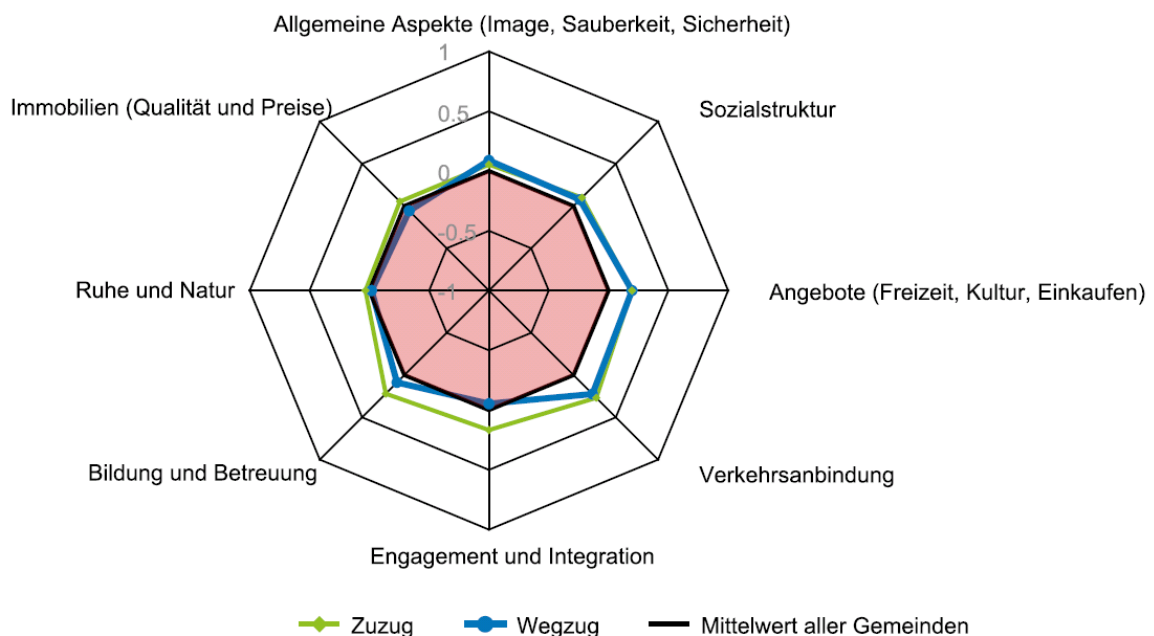 Allgemeine Aspekte (Image, Sauberkeit, Sicherheit)
1
Immobilien (Qualität und Preise)
0.5
Sozialstruktur
0
-0.5
Ruhe und Natur
-1
Angebote (Freizeit, Kultur, Einkaufen)
Bildung und Betreuung
Verkehrsanbindung
Engagement und Integration
Zuzug
Wegzug
Mittelwert aller Gemeinden